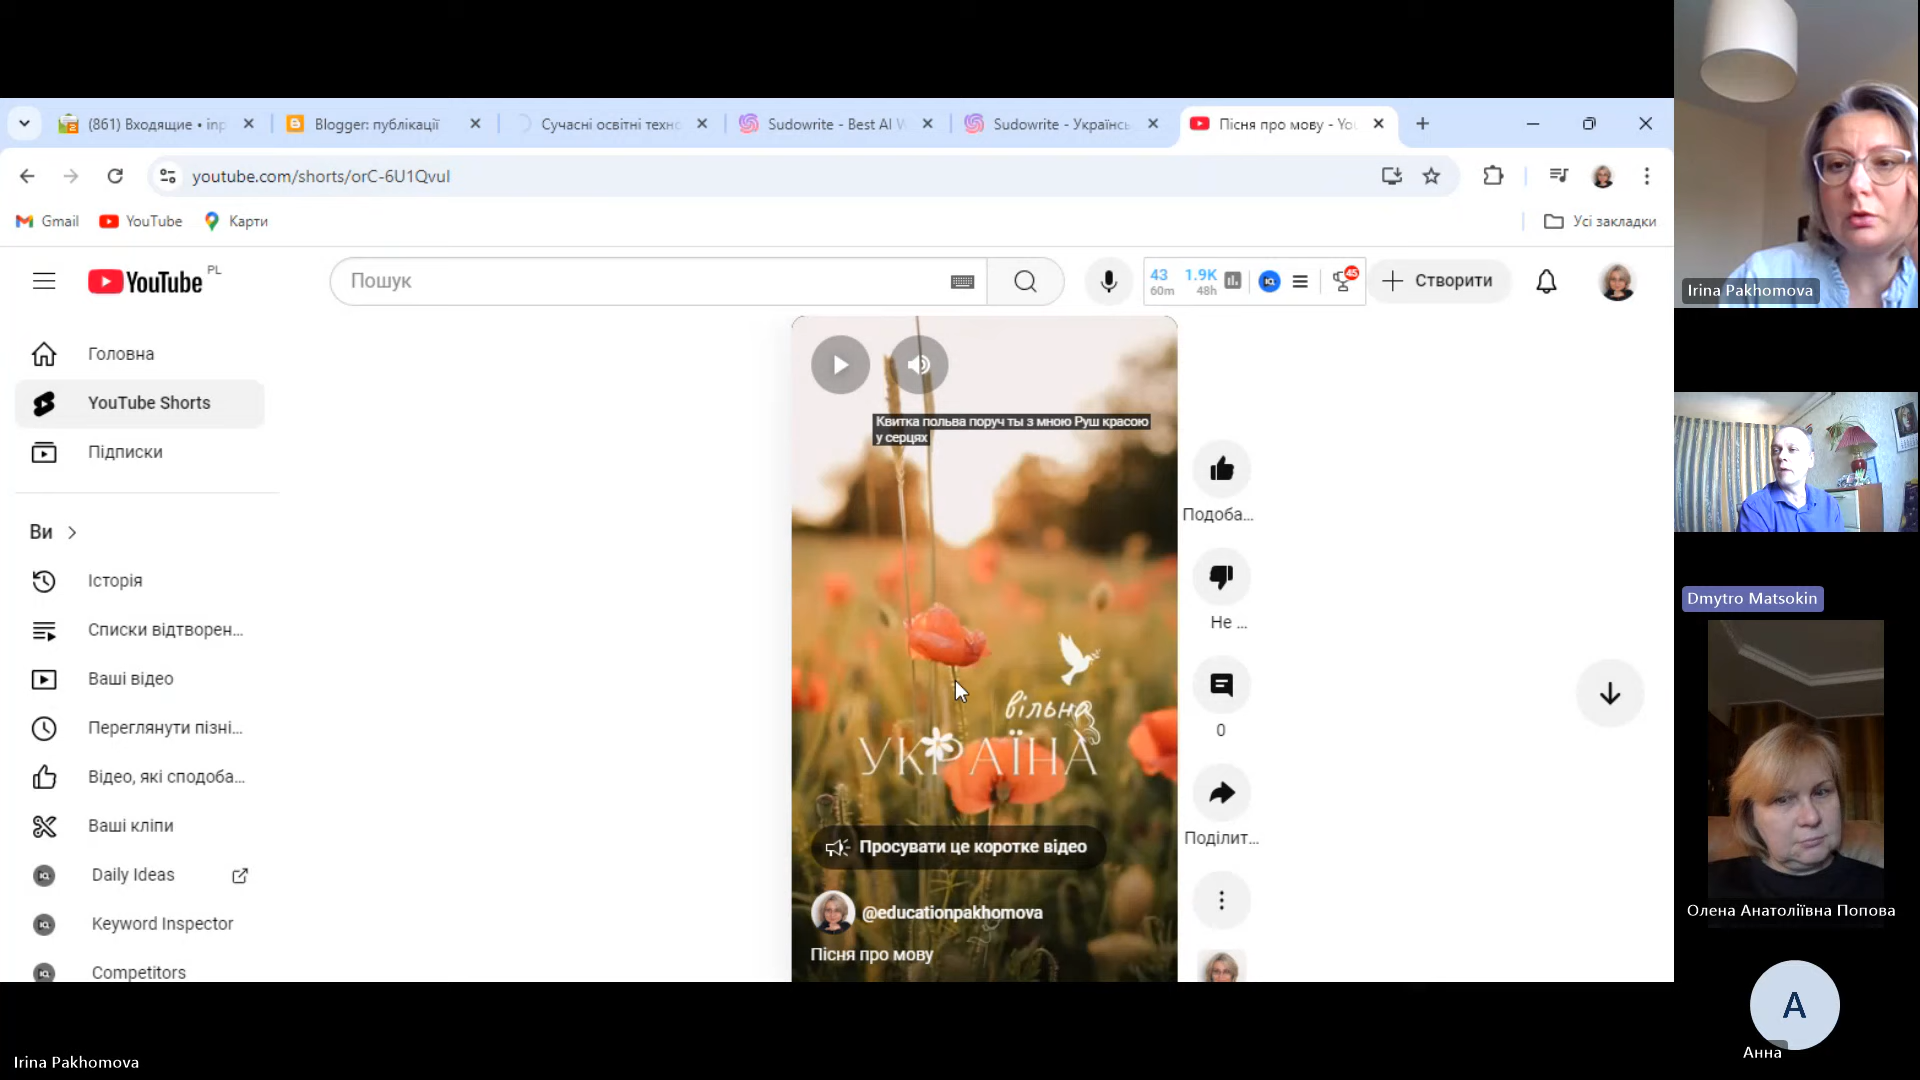 (861) Входящие • inp
Blogger: публікації
Сучасні освітні техно
Sudowrite - Best AI W
Sudowrite - Українсь
Пісня про мову - You
youtube.com/shorts/orC-6U1QvuI
Gmail
YouTube
Карти
Усі закладки
YouTube PL
Пошук
43
60m
1.9K
48h
45
Створити
Головна
YouTube Shorts
Підписки
Ви
Історія
Списки відтворен...
Ваші відео
Переглянути пізні...
Відео, які сподоба...
Ваші кліпи
Daily Ideas
Keyword Inspector
Competitors
Квитка польва поруч ты з мною Руш красою
у серцях
вільна
УКРАЇНА
Просувати це коротке відео
@educationpakhomova
Пісня про мову
Подоба...
Не ...
0
Поділит...
Irina Pakhomova
Dmytro Matsokin
Олена Анатоліївна Попова
A
Анна
Irina Pakhomova